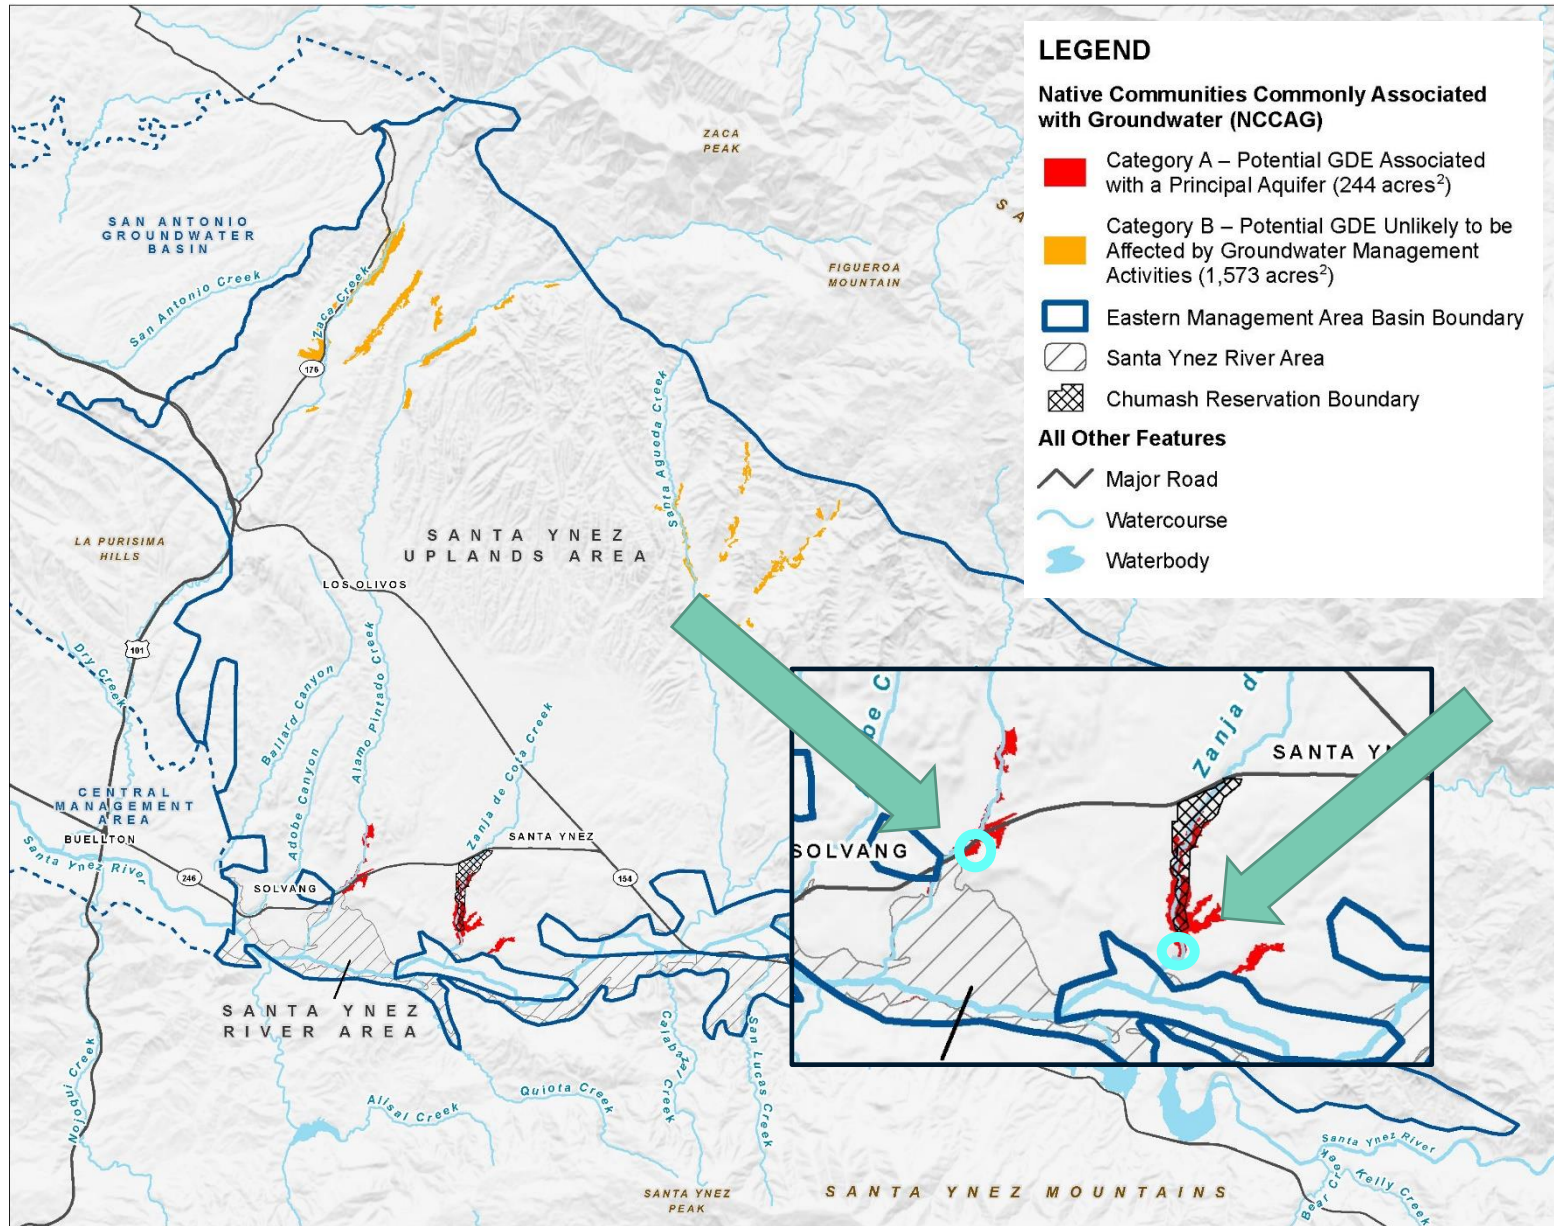 LEGEND
Native Communities Commonly Associated
with Groundwater (NCCAG)
Category A – Potential GDE Associated
with a Principal Aquifer (244 acres²)
Category B – Potential GDE Unlikely to be
Affected by Groundwater Management
Activities (1,573 acres²)
Eastern Management Area Basin Boundary
Santa Ynez River Area
Chumash Reservation Boundary
All Other Features
Major Road
Watercourse
Waterbody
ZACA
PEAK
SAN ANTONIO
GROUNDWATER
BASIN
San Antonio Creek
Zaca Creek
FIGUEROA
MOUNTAIN
S A
176
Santa Agueda Creek
SANTA YNEZ
UPLANDS AREA
LA PURISIMA
HILLS
LOS OLIVOS
101
Dry Creek
Ballard Canyon
Alamo Pintado Creek
Adobe Canyon
Zanja de Cota Creek
CENTRAL
MANAGEMENT
AREA
BUELLTON
Santa Ynez River
246
SOLVANG
SANTA YNEZ
154
SANTA YNEZ
RIVER AREA
Nojoqui Creek
Alisal Creek
Quiota Creek
Calabazal Creek
San Lucas Creek
be C
Zanja de
SANTA YN
SOLVANG
SANTA YNEZ
PEAK
SANTA YNEZ MOUNTAINS
Santa Ynez River
Bear Creek
Kelly Creek